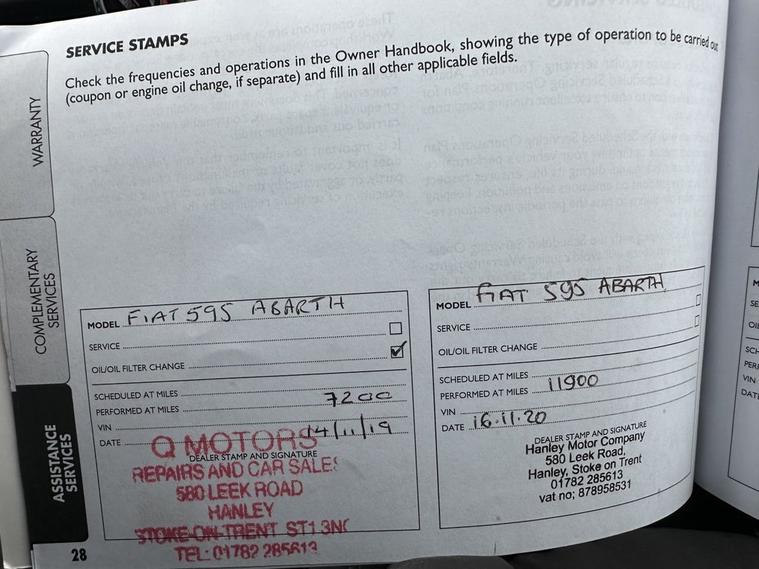 SERVICE STAMPS
Check the frequencies and operations in the Owner Handbook, showing the type of operation to be carried out
(coupon or engine oil change, if separate) and fill in all other applicable fields.
WARRANTY
COMPLEMENTARY
SERVICES
ASSISTANCE
SERVICES
MODEL FIAT 595 ABARTH
SERVICE
OIL/OIL FILTER CHANGE
SCHEDULED AT MILES
PERFORMED AT MILES 7200
VIN
DATE 14/11/19
DEALER STAMP AND SIGNATURE
Q MOTORS
REPAIRS AND CAR SALES
580 LEEK ROAD
HANLEY
STOKE-ON-TRENT ST1 3NG
TEL: 01782 285613
MODEL FIAT 595 ABARTH
SERVICE
OIL/OIL FILTER CHANGE
SCHEDULED AT MILES
PERFORMED AT MILES 11900
VIN
DATE 16.11.20
DEALER STAMP AND SIGNATURE
Hanley Motor Company
580 Leek Road,
Hanley, Stoke on Trent
01782 285613
vat no; 878958531
28